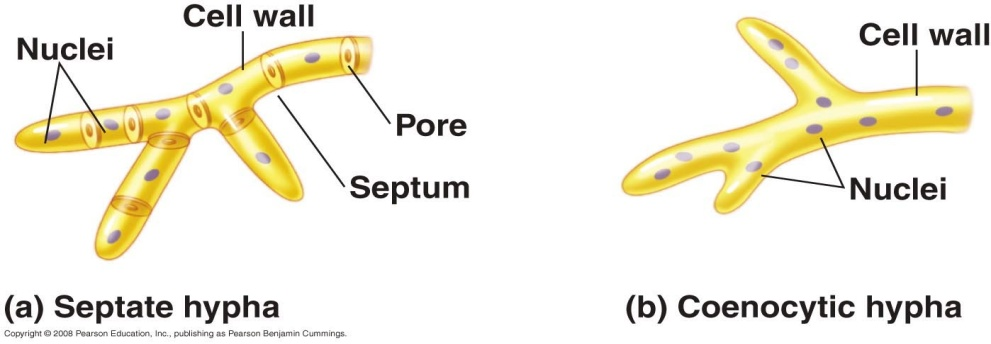 Cell wall
Nuclei
Pore
Septum
(a) Septate hypha
Copyright © 2008 Pearson Education, Inc., publishing as Pearson Benjamin Cummings.
Cell wall
Nuclei
(b) Coenocytic hypha